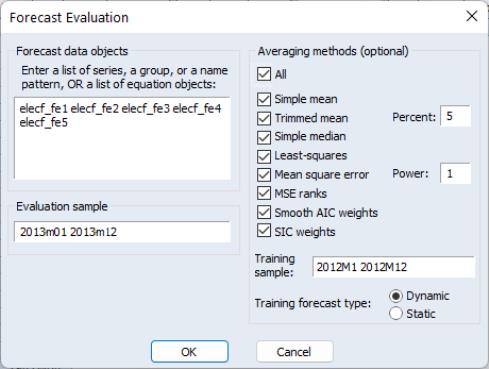 Forecast Evaluation
Forecast data objects
Enter a list of series, a group, or a name
pattern, OR a list of equation objects:
elecf_fe1 elecf_fe2 elecf_fe3 elecf_fe4
elecf_fe5
Evaluation sample
2013m01 2013m12
Averaging methods (optional)
All
Simple mean
Trimmed mean Percent: 5
Simple median
Least-squares
Mean square error Power: 1
MSE ranks
Smooth AIC weights
SIC weights
Training
sample: 2012M1 2012M12
Training forecast type: Dynamic
Static
OK Cancel